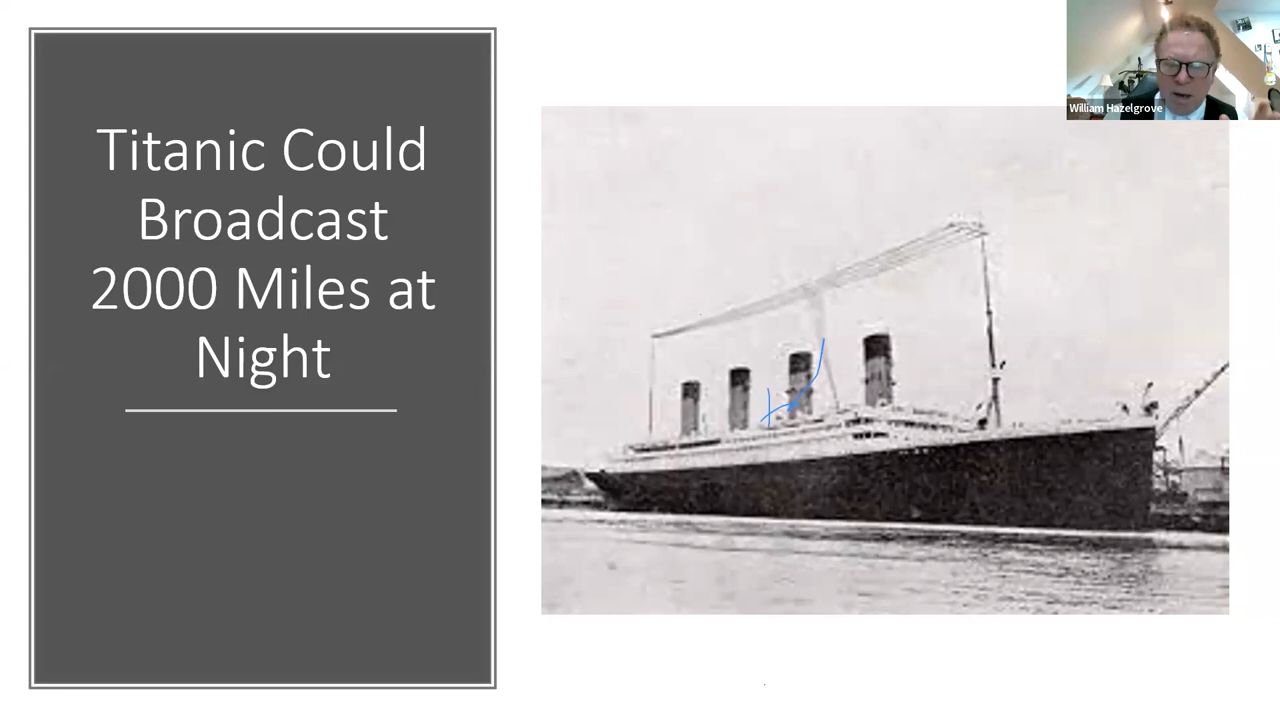 Titanic Could
Broadcast
2000 Miles at
Night
William Hazelgrove